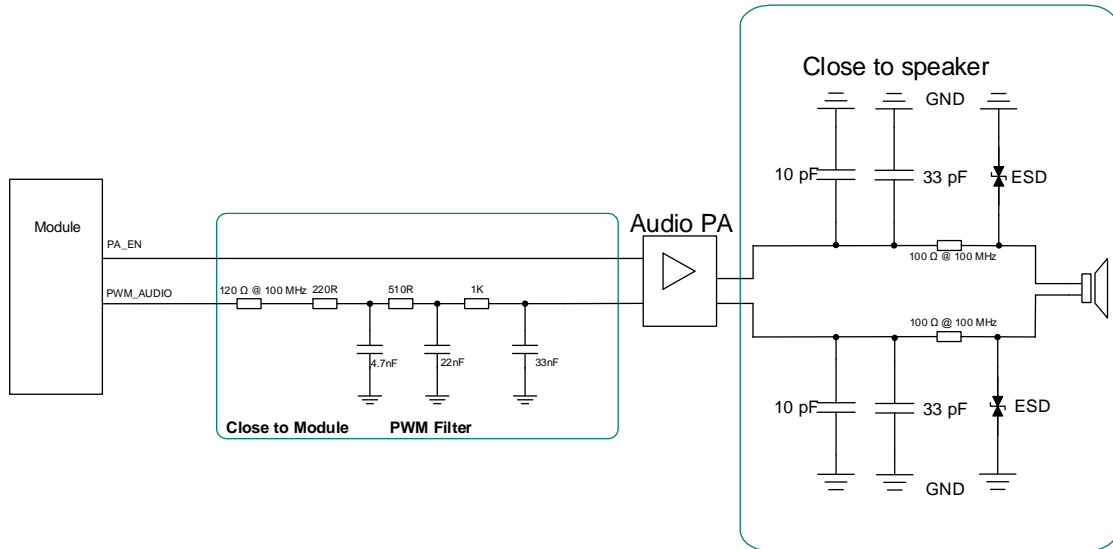 Close to speaker
GND
10 pF
33 pF
ESD
Module
Audio PA
PA_EN
100 Ω @ 100 MHz
PWM_AUDIO
120 Ω @ 100 MHz
220R
510R
1K
100 Ω @ 100 MHz
4.7nF
22nF
33nF
10 pF
33 pF
ESD
Close to Module
PWM Filter
GND